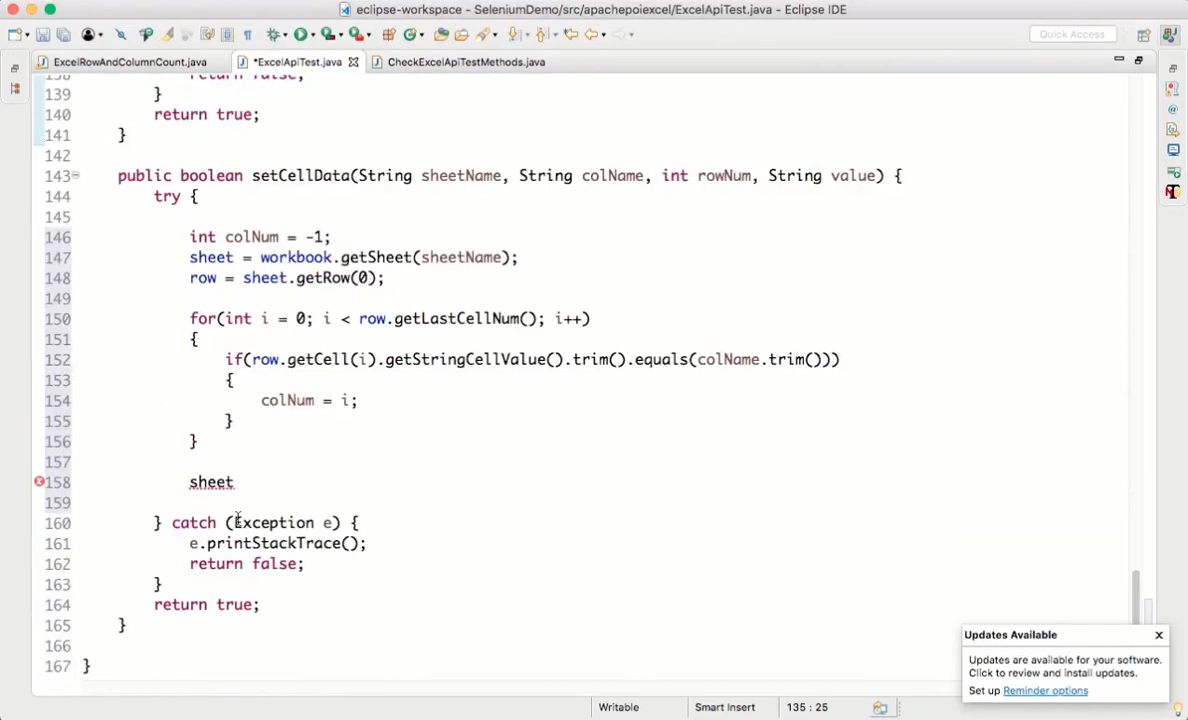 eclipse-workspace - SeleniumDemo/src/apachepoiexcel/ExcelApiTest.java - Eclipse IDE
Quick Access
ExcelRowAndColumnCount.java
*ExcelApiTest.java
CheckExcelApiTestMethods.java
138 return false;
139 }
140 return true;
141 }
142
143 public boolean setCellData(String sheetName, String colName, int rowNum, String value) {
144 try {
145
146 int colNum = -1;
147 sheet = workbook.getSheet(sheetName);
148 row = sheet.getRow(0);
149
150 for(int i = 0; i < row.getLastCellNum(); i++)
151 {
152 if(row.getCell(i).getStringCellValue().trim().equals(colName.trim()))
153 {
154 colNum = i;
155 }
156 }
157
158 sheet
159
160 } catch (Exception e) {
161 e.printStackTrace();
162 return false;
163 }
164 return true;
165 }
166
167 }
Updates Available
Updates are available for your software.
Click to review and install updates.
Set up Reminder options
Writable
Smart Insert
135 : 25